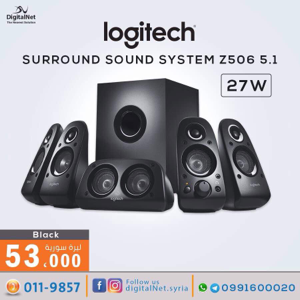 DigitalNet
logitech
SURROUND SOUND SYSTEM Z506 5.1
27W
Black
53,000 ليرة سورية
011-9857
Follow us
digitalNet.syria
0991600020